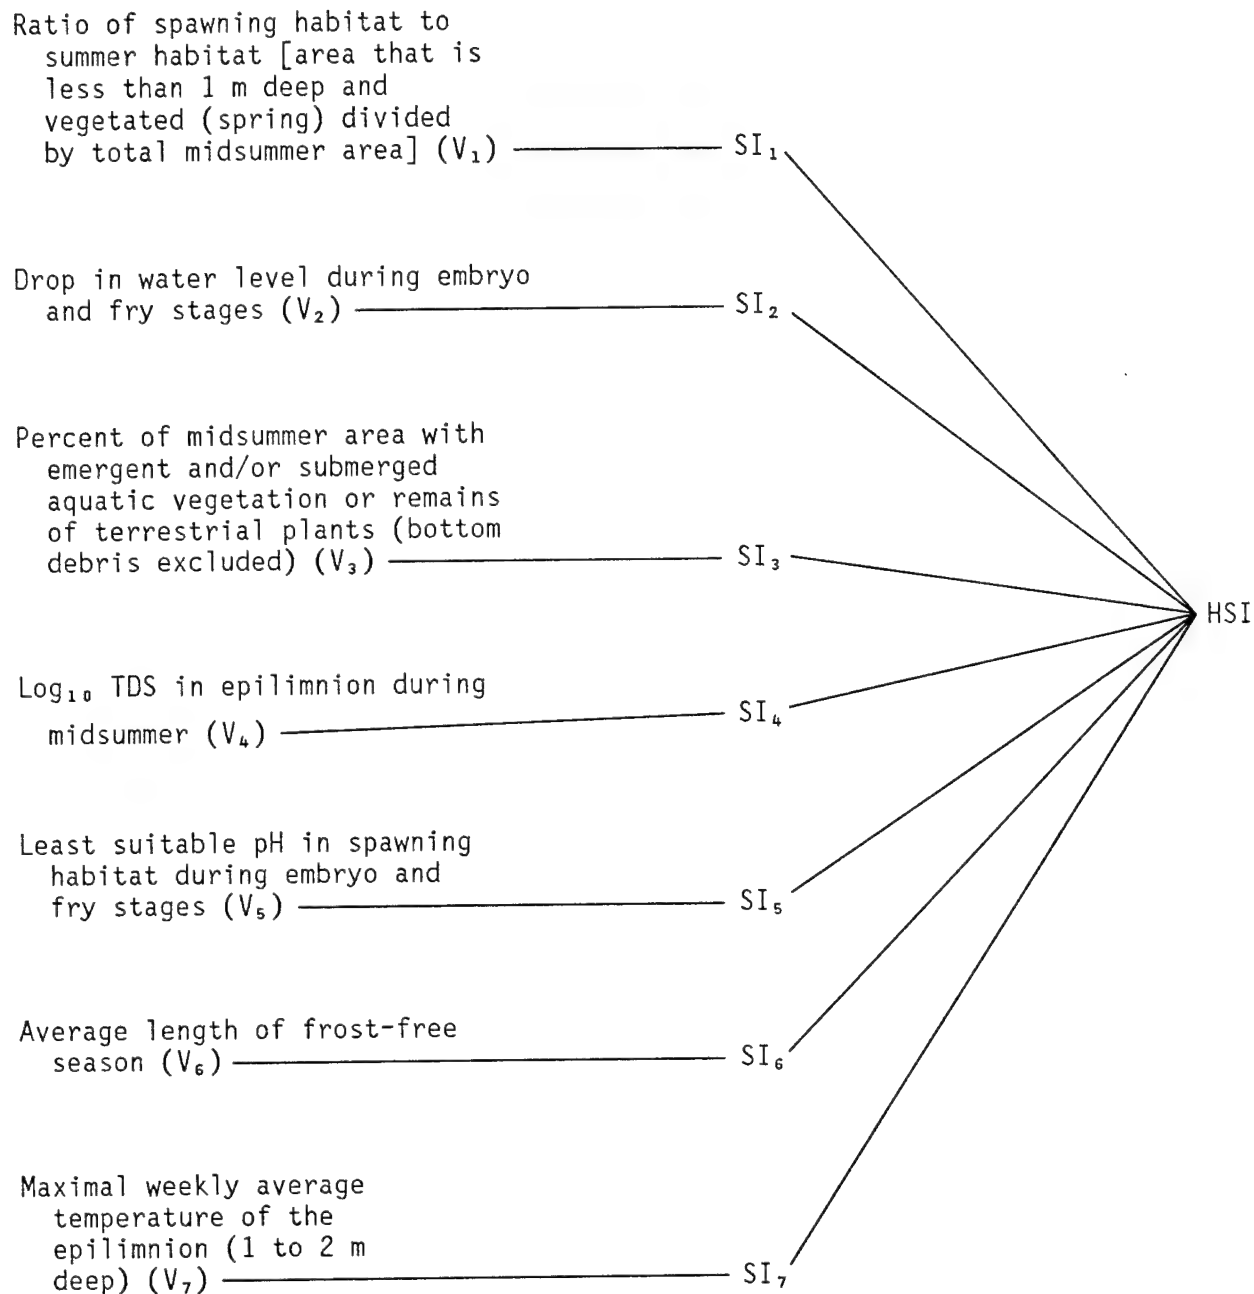 Ratio of spawning habitat to
summer habitat [area that is
less than 1 m deep and
vegetated (spring) divided
by total midsummer area] (V₁) SI₁
Drop in water level during embryo
and fry stages (V₂) SI₂
Percent of midsummer area with
emergent and/or submerged
aquatic vegetation or remains
of terrestrial plants (bottom
debris excluded) (V₃) SI₃
HSI
Log₁₀ TDS in epilimnion during
midsummer (V₄) SI₄
Least suitable pH in spawning
habitat during embryo and
fry stages (V₅) SI₅
Average length of frost-free
season (V₆) SI₆
Maximal weekly average
temperature of the
epilimnion (1 to 2 m
deep) (V₇) SI₇